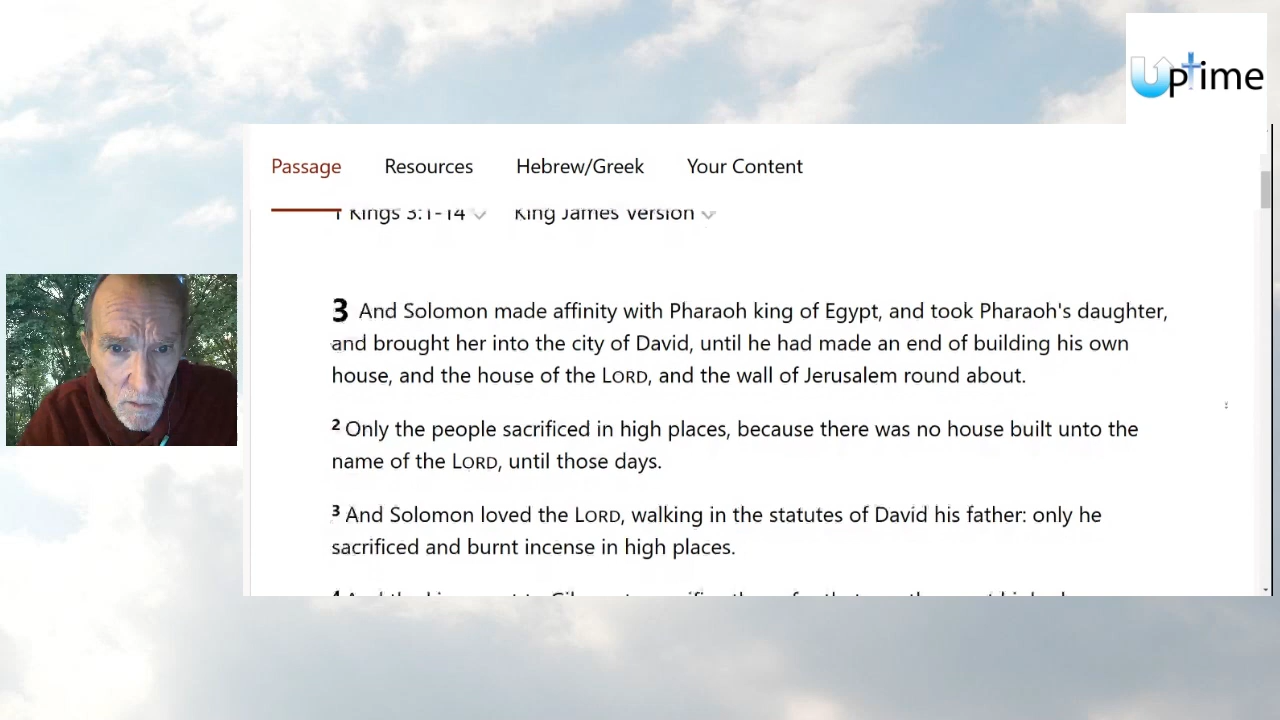 Uptime
Passage Resources Hebrew/Greek Your Content
1 Kings 3:1-14 King James Version
3 And Solomon made affinity with Pharaoh king of Egypt, and took Pharaoh's daughter,
and brought her into the city of David, until he had made an end of building his own
house, and the house of the LORD, and the wall of Jerusalem round about.
2 Only the people sacrificed in high places, because there was no house built unto the
name of the LORD, until those days.
3 And Solomon loved the LORD, walking in the statutes of David his father: only he
sacrificed and burnt incense in high places.